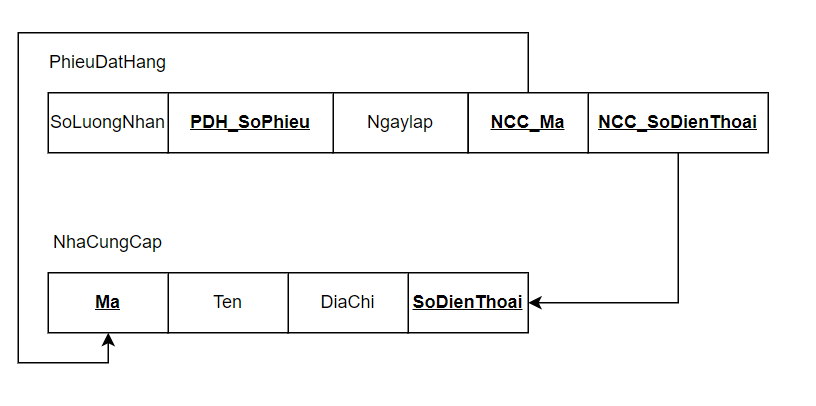 PhieuDatHang
SoLuongNhan PDH_SoPhieu Ngaylap NCC_Ma NCC_SoDienThoai
NhaCungCap
Ma Ten DiaChi SoDienThoai